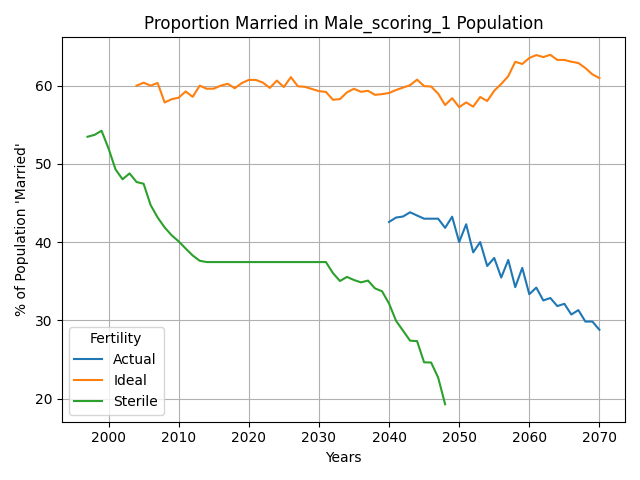 Proportion Married in Male_scoring_1 Population
% of Population 'Married'
60
50
40
30
20
Fertility
Actual
Ideal
Sterile
2000 2010 2020 2030 2040 2050 2060 2070
Years